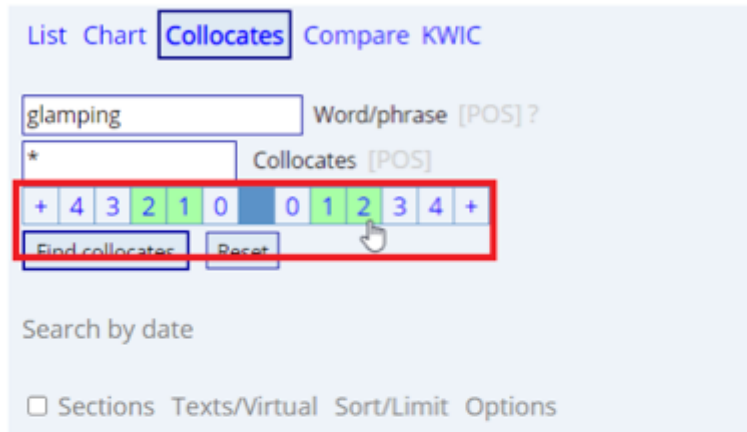 List Chart Collocates Compare KWIC
glamping Word/phrase [POS] ?
* Collocates [POS]
+ 4 3 2 1 0 0 1 2 3 4 +
Find collocates Reset
Search by date
Sections Texts/Virtual Sort/Limit Options